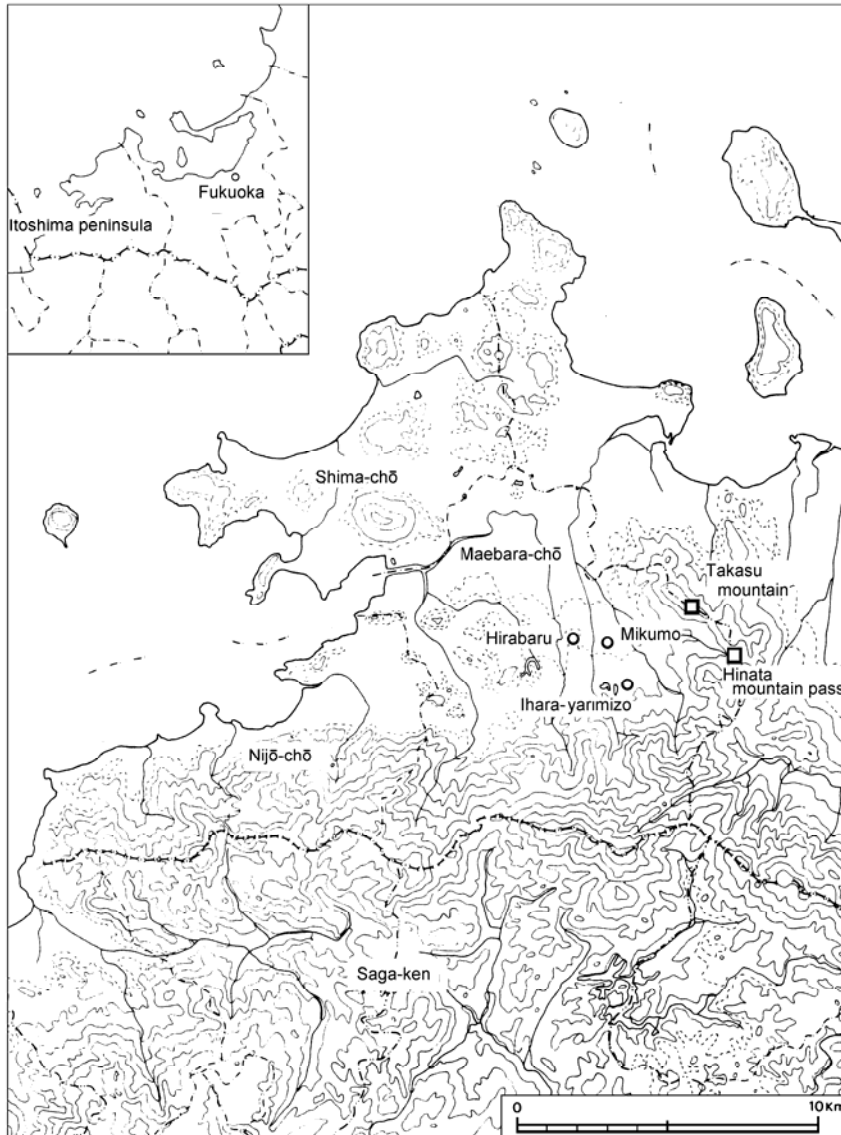 Fukuoka
Itoshima peninsula
Shima-chō
Maebara-chō
Takasu
mountain
Hirabaru
Mikumo
Hinata
mountain pass
Ihara-yarımizo
Nijō-chō
Saga-ken
0
10 Km